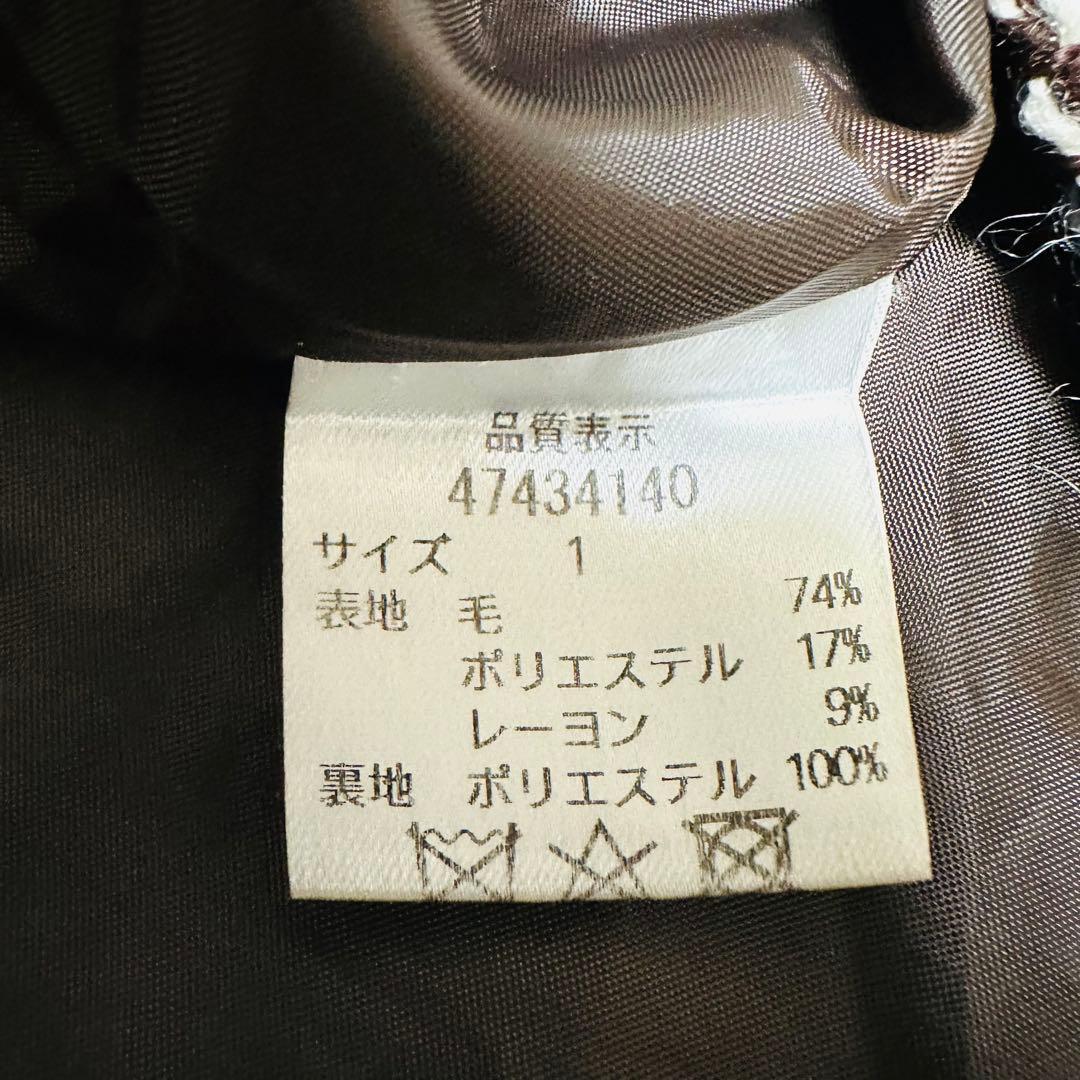 品質表示
47434140
サイズ 1
表地 毛 74%
ポリエステル 17%
レーヨン 9%
裏地 ポリエステル 100%